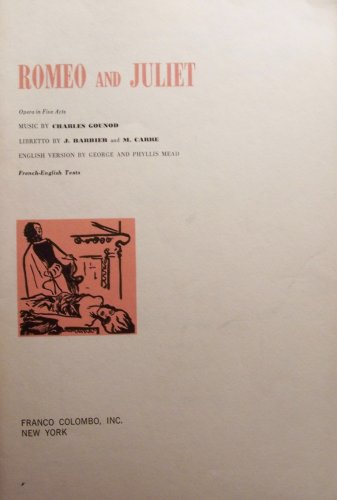 ROMEO AND JULIET
Opera in Five Acts
MUSIC BY CHARLES GOUNOD
LIBRETTO BY J. BARBIER and M. CARRE
ENGLISH VERSION BY GEORGE AND PHYLLIS MEAD
French-English Texts
FRANCO COLOMBO, INC.
NEW YORK